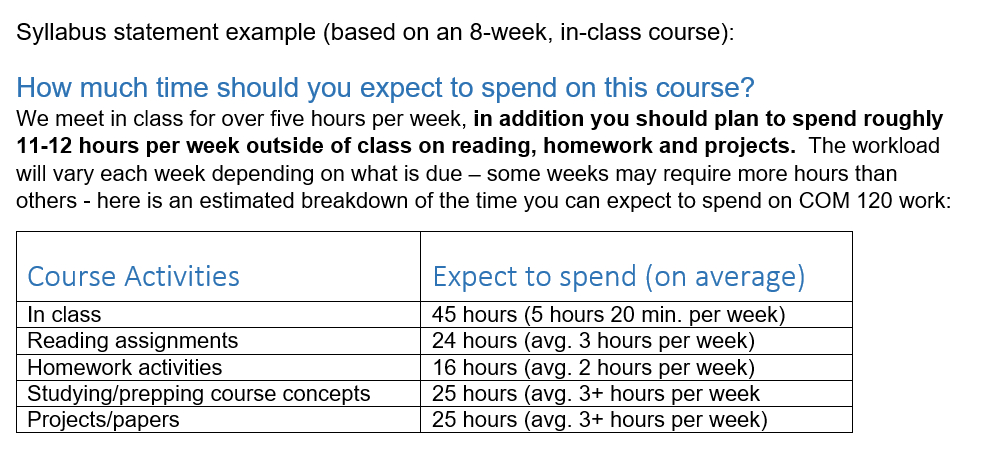 Syllabus statement example (based on an 8-week, in-class course):
How much time should you expect to spend on this course?
We meet in class for over five hours per week, in addition you should plan to spend roughly
11-12 hours per week outside of class on reading, homework and projects.  The workload
will vary each week depending on what is due – some weeks may require more hours than
others - here is an estimated breakdown of the time you can expect to spend on COM 120 work:
Course Activities Expect to spend (on average)
In class 45 hours (5 hours 20 min. per week)
Reading assignments 24 hours (avg. 3 hours per week)
Homework activities 16 hours (avg. 2 hours per week)
Studying/prepping course concepts 25 hours (avg. 3+ hours per week
Projects/papers 25 hours (avg. 3+ hours per week)